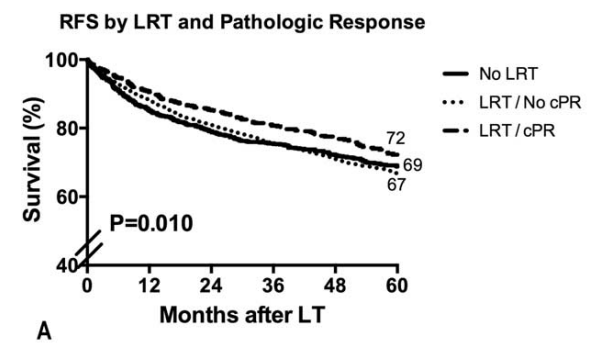 RFS by LRT and Pathologic Response
100
80
60
40
Survival (%)
No LRT
LRT / No cPR
LRT / cPR
72
69
67
P=0.010
0 12 24 36 48 60
Months after LT
A